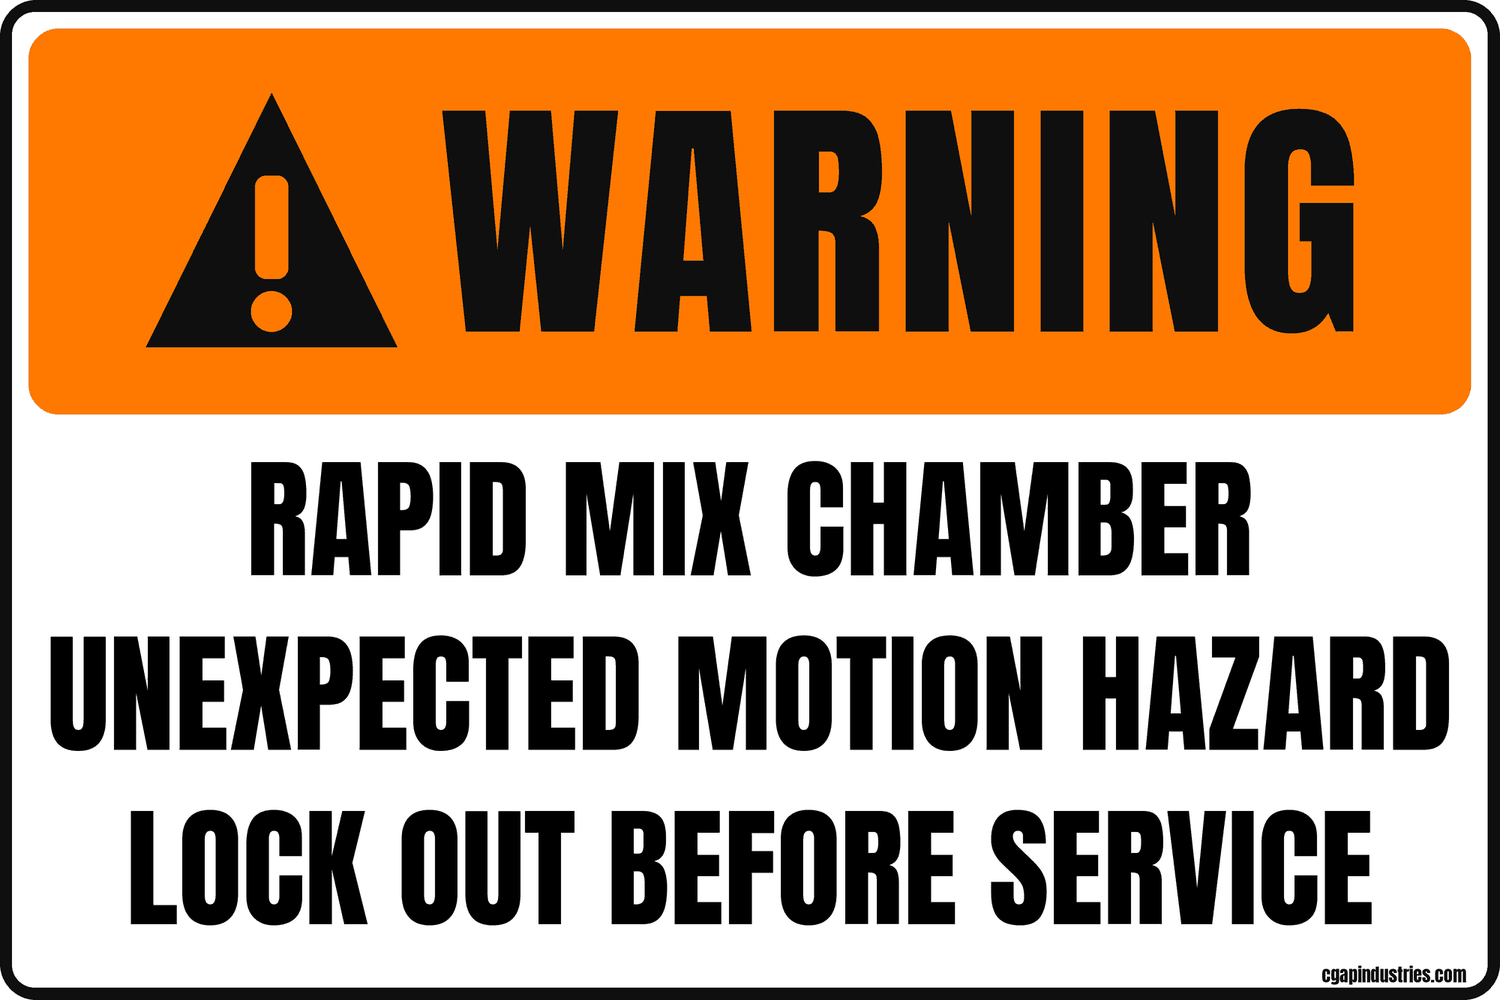 WARNING
RAPID MIX CHAMBER
UNEXPECTED MOTION HAZARD
LOCK OUT BEFORE SERVICE
cgapindustries.com